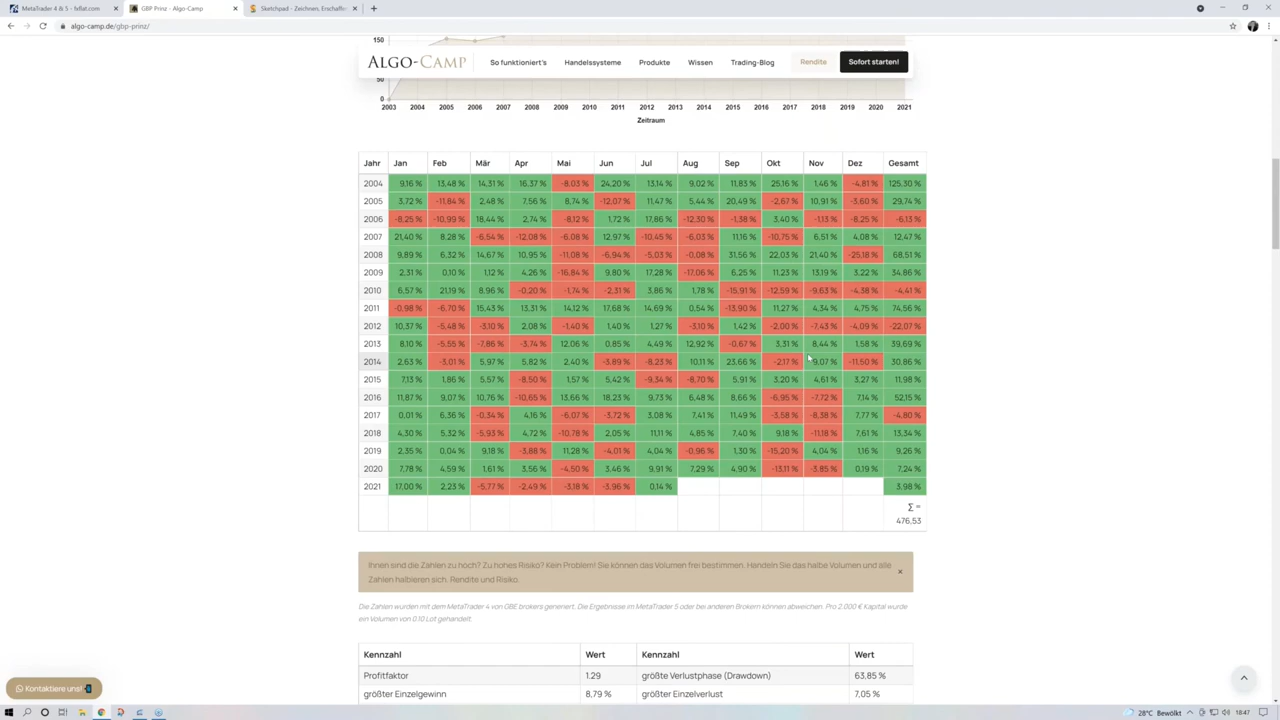 MetaTrader 4 & 5 - fxflat.com
GBP Prinz - Algo-Camp
Sketchpad - Zeichnen, Erschaffen
algo-camp.de/gbp-prinz/
150
ALGO-CAMP
So funktioniert's
Handelssysteme
Produkte
Wissen
Trading-Blog
Rendite
Sofort starten!
50
0
2003 2004 2005 2006 2007 2009 2010 2011 2012 2013 2014 2015 2016 2017 2018 2019 2020 2021
Zeitraum
Jahr Jan Feb Mär Apr Mai Jun Jul Aug Sep Okt Nov Dez Gesamt
2004 9,16 % 13,48 % 14,31 % 16,37 % -8,03 % 24,20 % 13,14 % 9,02 % 11,83 % 25,16 % 1,46 % -4,81 % 125,30 %
2005 3,72 % -11,84 % 2,48 % 7,56 % 8,74 % -12,07 % 11,47 % 5,44 % 20,49 % -2,67 % 10,91 % -3,60 % 29,74 %
2006 -8,25 % -10,99 % 18,44 % 2,74 % -8,12 % 1,72 % 17,86 % -12,30 % -1,38 % 3,40 % -1,13 % -8,25 % -6,13 %
2007 21,40 % 8.28 % -6.54 % -12,08 % -6,08 % 12,97 % -10,45 % -6,03 % 11,16 % -10,75 % 6,51 % 4.08 % 12,47 %
2008 9,89 % 6,32 % 14,67 % 10,95 % -11,08 % -6,94 % -5,03 % -0,08 % 31,56 % 22,03 % 21,40 % -25,18 % 68,51 %
2009 2,31 % 0,10 % 1,12 % 4,26 % -16,84 % 9,80 % 17,28 % -17,06 % 6,25 % 11,23 % 13,19 % 3,22 % 34,86 %
2010 6,57 % 21,19 % 8,96 % -0,20 % -1,74 % -2,31 % 3,86 % 1,78 % -15,91 % -12,59 % -9,63 % -4,38 % -4,41 %
2011 -0,98 % -6,70 % 15,43 % 13,31 % 14,12 % 17,68 % 14,69 % 0,54 % -13,90 % 11,27 % 4,34 % 4,75 % 74,56 %
2012 10,37 % -5,48 % -3,10 % 2,08 % -1,40 % 1,40 % 1,27 % -3,10 % 1,42 % -2,00 % -7,43 % -4,09 % -22,07 %
2013 8,10 % -5,55 % -7,86 % -3,74 % 12,06 % 0,85 % 4,49 % 12,92 % -0,67 % 3,31 % 8,44 % 1,58 % 39,69 %
2014 2,63 % -3,01 % 5,97 % 5,82 % 2,40 % -3,89 % -8,23 % 10,11 % 23,66 % -2,17 % 9,07 % -11,50 % 30,86 %
2015 7,13 % 1,86 % 5,57 % -8,50 % 1,57 % 5,42 % -9,34 % -8,70 % 5,91 % 3,20 % 4,61 % 3,27 % 11,98 %
2016 11,87 % 9,07 % 10,76 % -10,65 % 13,66 % 18,23 % 9,73 % 6,48 % 8,66 % -6,95 % -7,72 % 7,14 % 52,15 %
2017 0,01 % 6,36 % -0,34 % 4,16 % -6,07 % -3,72 % 3,08 % 7,41 % 11,49 % -3,58 % -8,38 % 7,77 % -4,80 %
2018 4,30 % 5,32 % -5,93 % 4,72 % -10,78 % 2,05 % 11,11 % 4,85 % 7,40 % 9,18 % -11,18 % 7,61 % 13,34 %
2019 2,35 % 0,04 % 9,18 % -3,88 % 11,28 % -4,01 % 4,04 % -0,96 % 1,30 % -15,20 % 4,04 % 1,16 % 9,26 %
2020 7,78 % 4,59 % 1,61 % 3,56 % -4,50 % 3,46 % 9,91 % 7,29 % 4,90 % -13,11 % -3,85 % 0,19 % 7,24 %
2021 17.00 % 2,23 % -5,77 % -2,49 % -3,18 % -3,96 % 0,14 % 3,98 %
Σ =
476,53
Ihnen sind die Zahlen zu hoch? Zu hohes Risiko? Kein Problem! Sie können das Volumen frei bestimmen. Handeln Sie das halbe Volumen und alle
Zahlen halbieren sich. Rendite und Risiko.
Die Zahlen wurden mit dem MetaTrader 4 von GBE brokers generiert. Die Ergebnisse im MetaTrader 5 oder bei anderen Brokern können abweichen. Pro 2.000 € Kapital wurde
ein Volumen von 0.10 Lot gehandelt.
Kennzahl Wert Kennzahl Wert
Profitfaktor 1.29 größte Verlustphase (Drawdown) 63,85 %
größter Einzelgewinn 8,79 % größter Einzelverlust 7,05 %
Kontaktiere uns!
28°C Bewölkt
18:47